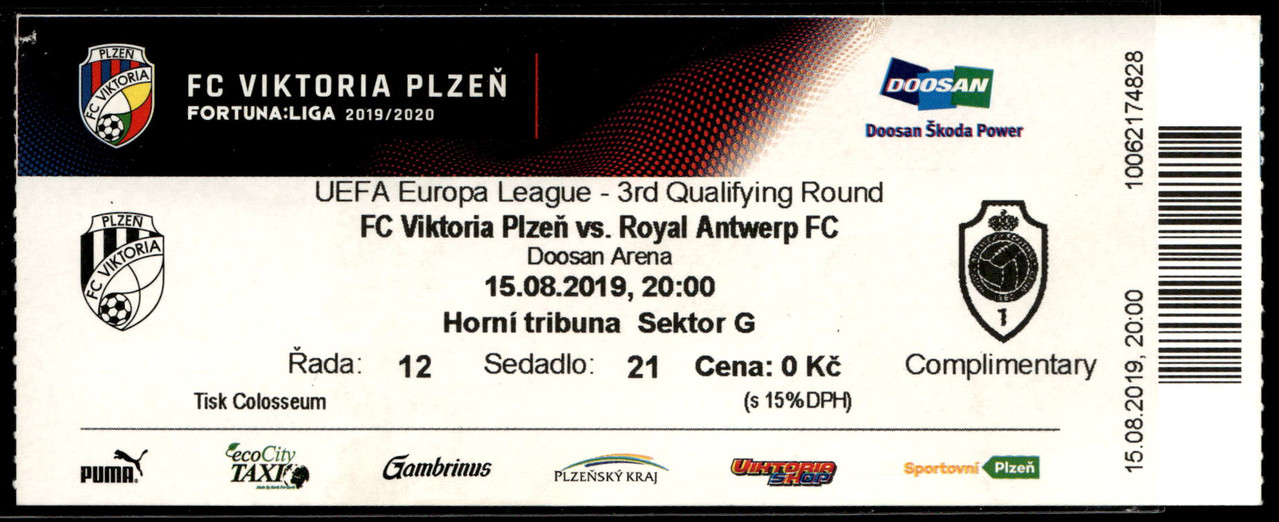 PLZEŇ
FC VIKTORIA
FC VIKTORIA PLZEŇ
FORTUNA:LIGA 2019/2020
DOOSAN
Doosan Škoda Power
UEFA Europa League - 3rd Qualifying Round
FC Viktoria Plzeň vs. Royal Antwerp FC
Doosan Arena
15.08.2019, 20:00
Horní tribuna Sektor G
Řada: 12 Sedadlo: 21 Cena: 0 Kč
Complimentary
Tisk Colosseum
(s 15%DPH)
PLZEŇ
FC VIKTORIA
1
10062174828
15.08.2019, 20:00
PUMA
ecoCity
TAXI
Gambrinus
PLZEŇSKÝ KRAJ
VIKTORIA
SHOP
Sportovní Plzeň